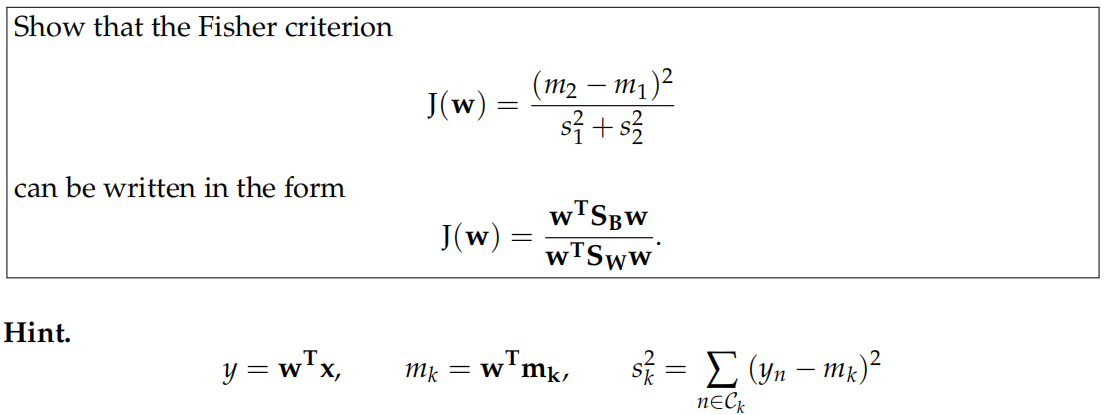 Show that the Fisher criterion
J(w) = (m₂ − m₁)² / (s₁² + s₂²)
can be written in the form
J(w) = wᵀS_Bw / wᵀS_Ww.
Hint.
y = wᵀx, m_k = wᵀm_k, s_k² = ∑_{n∈C_k} (y_n − m_k)²